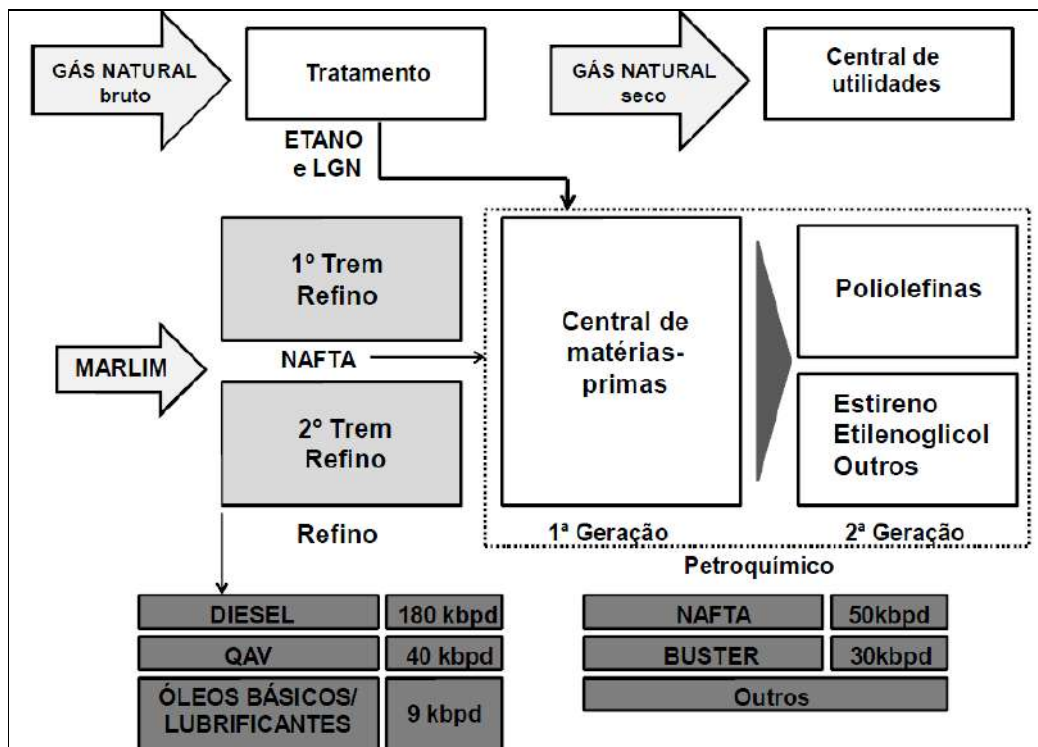 GÁS NATURAL
bruto
Tratamento
GÁS NATURAL
seco
Central de
utilidades
ETANO
e LGN
1º Trem
Refino
MARLIM
NAFTA
2º Trem
Refino
Refino
Central de
matérias-
primas
Poliolefinas
Estireno
Etilenoglicol
Outros
1ª Geração
2ª Geração
Petroquímico
DIESEL
180 kbpd
QAV
40 kbpd
ÓLEOS BÁSICOS/
LUBRIFICANTES
9 kbpd
NAFTA
50kbpd
BUSTER
30kbpd
Outros